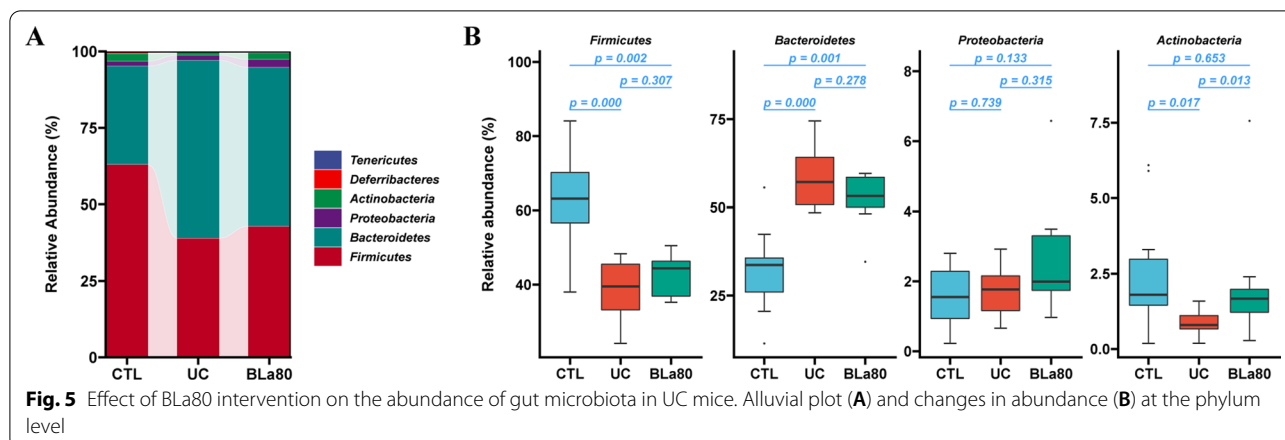 A
Relative Abundance (%)
100
75
50
25
0
CTL
UC
BLa80
Tenericutes
Deferribacteres
Actinobacteria
Proteobacteria
Bacteroidetes
Firmicutes
B
Relative abundance (%)
Firmicutes
p = 0.002
p = 0.307
p = 0.000
100
80
60
40
CTL
UC
BLa80
Bacteroidetes
p = 0.001
p = 0.278
p = 0.000
75
50
25
CTL
UC
BLa80
Proteobacteria
p = 0.133
p = 0.315
p = 0.739
8
6
4
2
0
CTL
UC
BLa80
Actinobacteria
p = 0.653
p = 0.013
p = 0.017
7.5
5.0
2.5
0.0
CTL
UC
BLa80
Fig. 5 Effect of BLa80 intervention on the abundance of gut microbiota in UC mice. Alluvial plot (A) and changes in abundance (B) at the phylum
level